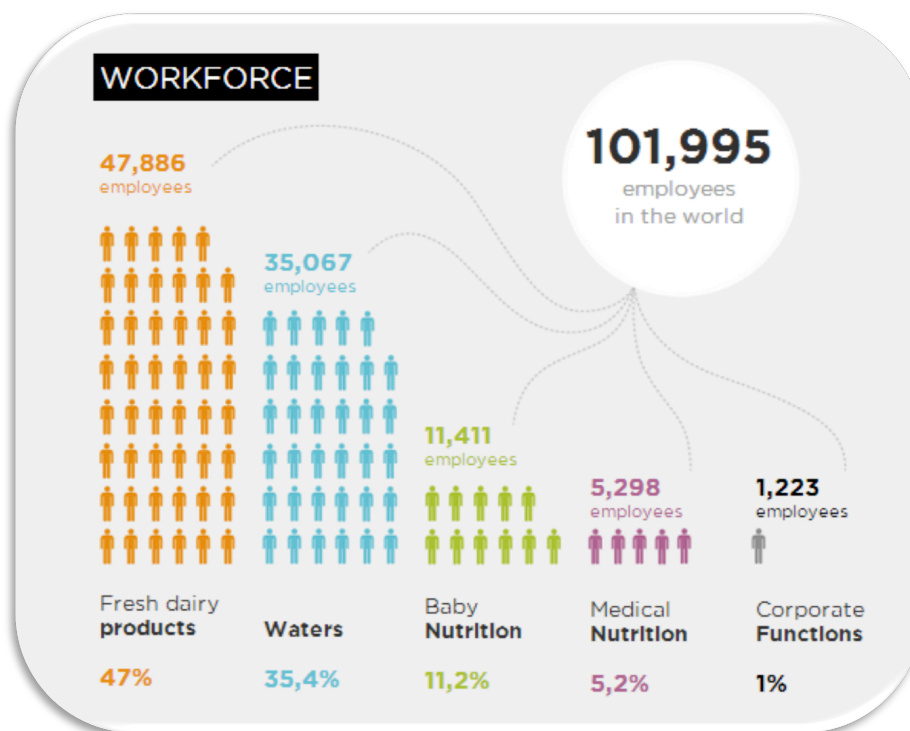 WORKFORCE
101,995
employees
in the world
47,886
employees
35,067
employees
11,411
employees
5,298
employees
1,223
employees
Fresh dairy
products
47%
Waters
35,4%
Baby
Nutrition
11,2%
Medical
Nutrition
5,2%
Corporate
Functions
1%